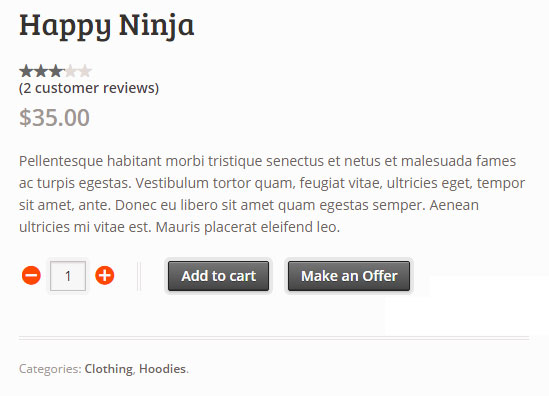 Happy Ninja
(2 customer reviews)
$35.00
Pellentesque habitant morbi tristique senectus et netus et malesuada fames
ac turpis egestas. Vestibulum tortor quam, feugiat vitae, ultricies eget, tempor
sit amet, ante. Donec eu libero sit amet quam egestas semper. Aenean
ultricies mi vitae est. Mauris placerat eleifend leo.
1 Add to cart Make an Offer
Categories: Clothing, Hoodies.